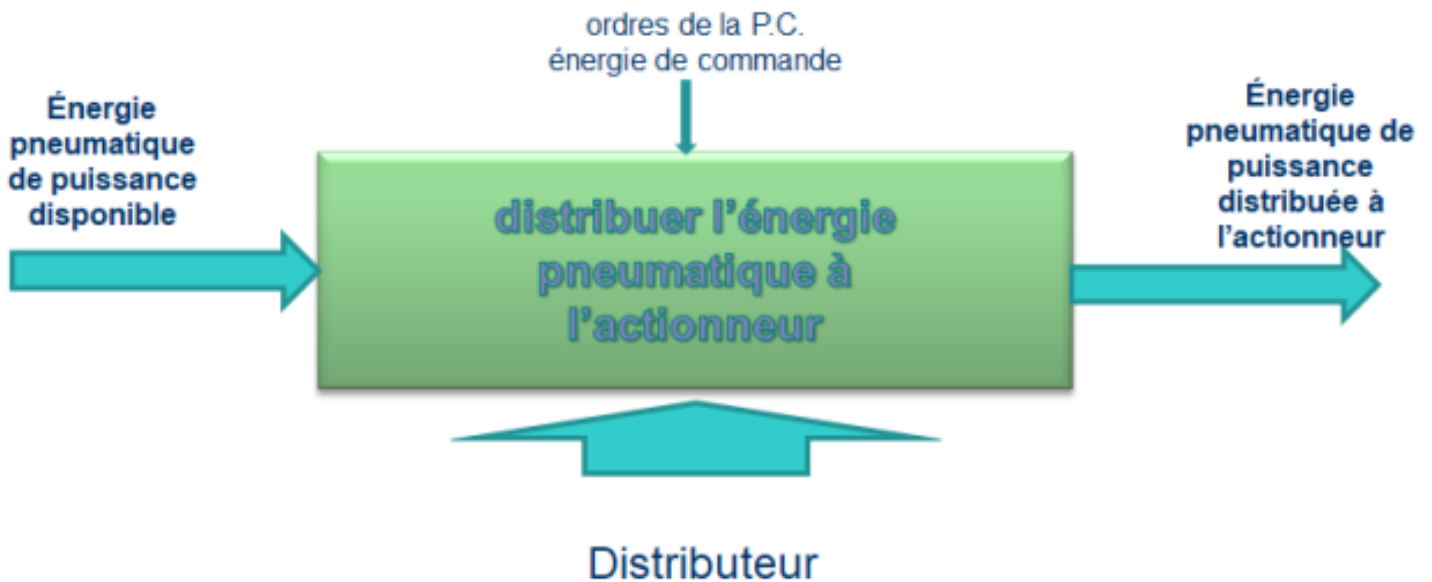 ordres de la P.C.
énergie de commande
Énergie
pneumatique
de puissance
disponible
Énergie
pneumatique de
puissance
distribuée à
l'actionneur
distribuer l'énergie
pneumatique à
l'actionneur
Distributeur